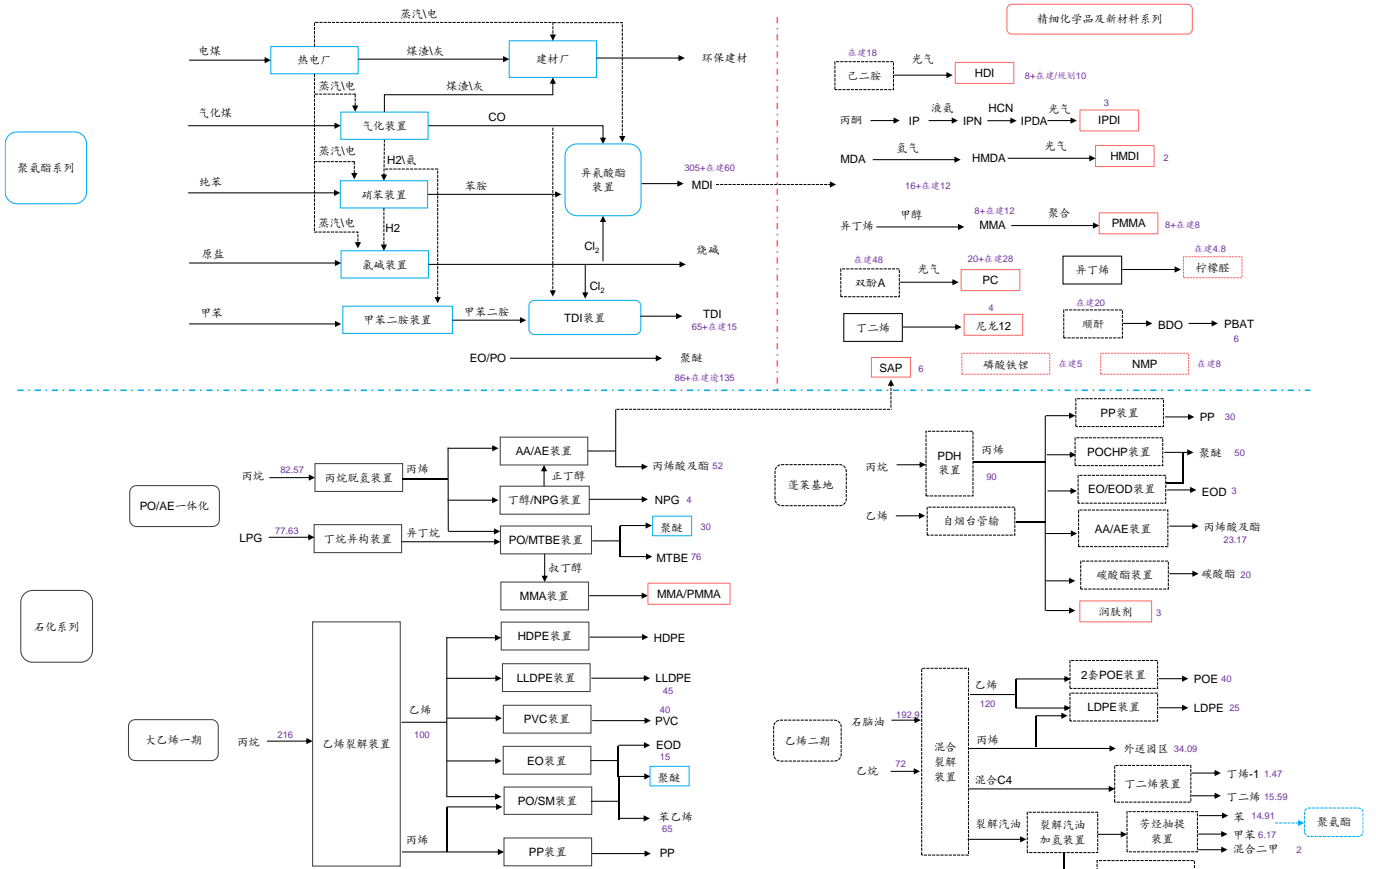 蒸汽\电
精细化学品及新材料系列
电煤
热电厂
煤渣\灰
建材厂
环保建材
在建18
己二胺
光气
HDI
8+在建/规划10
蒸汽\电
煤渣\灰
气化煤
气化装置
CO
丙酮
IP
液氨
IPN
HCN
IPDA
光气
3
IPDI
聚氨酯系列
蒸汽\电
H2\氨
异氰酸酯
装置
305+在建60
MDI
MDA
氢气
HMDA
光气
HMDI
2
纯苯
硝苯装置
苯胺
16+在建12
蒸汽\电
H2
异丁烯
甲醇
8+在建12
MMA
聚合
PMMA
8+在建8
原盐
氯碱装置
Cl2
烧碱
在建48
双酚A
光气
20+在建28
PC
异丁烯
在建4.8
柠檬醛
Cl2
甲苯
甲苯二胺装置
甲苯二胺
TDI装置
TDI
65+在建15
丁二烯
4
尼龙12
在建20
顺酐
BDO
PBAT
6
EO/PO
聚醚
86+在建逾135
SAP
6
磷酸铁锂
在建5
NMP
在建8
石化系列
PO/AE一体化
丙烷
82.57
丙烷脱氢装置
丙烯
AA/AE装置
丙烯酸及酯 52
正丁醇
丁醇/NPG装置
NPG 4
LPG
77.63
丁烷异构装置
异丁烷
PO/MTBE装置
聚醚
30
MTBE 76
叔丁醇
MMA装置
MMA/PMMA
蓬莱基地
丙烷
PDH
装置
丙烯
90
乙烯
自烟台管输
PP装置
PP 30
POCHP装置
聚醚 50
EO/EOD装置
EOD 3
AA/AE装置
丙烯酸及酯
23.17
碳酸酯装置
碳酸酯 20
润肤剂
3
大乙烯一期
丙烷
216
乙烯裂解装置
乙烯
100
丙烯
HDPE装置
HDPE
LLDPE装置
LLDPE
45
PVC装置
40
PVC
EO装置
EOD
15
聚醚
PO/SM装置
苯乙烯
65
PP装置
PP
乙烯二期
石脑油
192.9
乙烷
72
混合
裂解
装置
乙烯
120
丙烯
混合C4
裂解汽油
2套POE装置
POE 40
LDPE装置
LDPE 25
外送园区 34.09
丁二烯装置
丁烯-1 1.47
丁二烯 15.59
裂解汽油
加氢装置
芳烃抽提
装置
苯 14.91
甲苯 6.17
混合二甲 2
聚氨酯